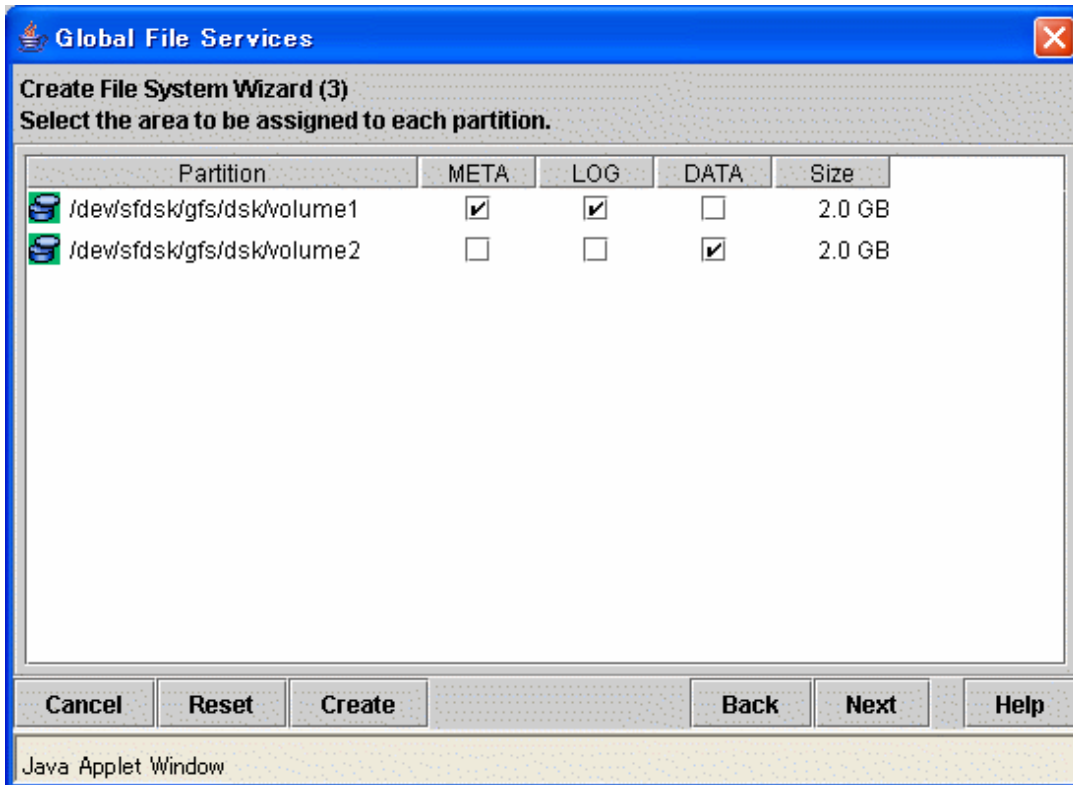 Global File Services
Create File System Wizard (3)
Select the area to be assigned to each partition.
Partition META LOG DATA Size
/dev/sfdsk/gfs/dsk/volume1 2.0 GB
/dev/sfdsk/gfs/dsk/volume2 2.0 GB
Cancel Reset Create Back Next Help
Java Applet Window